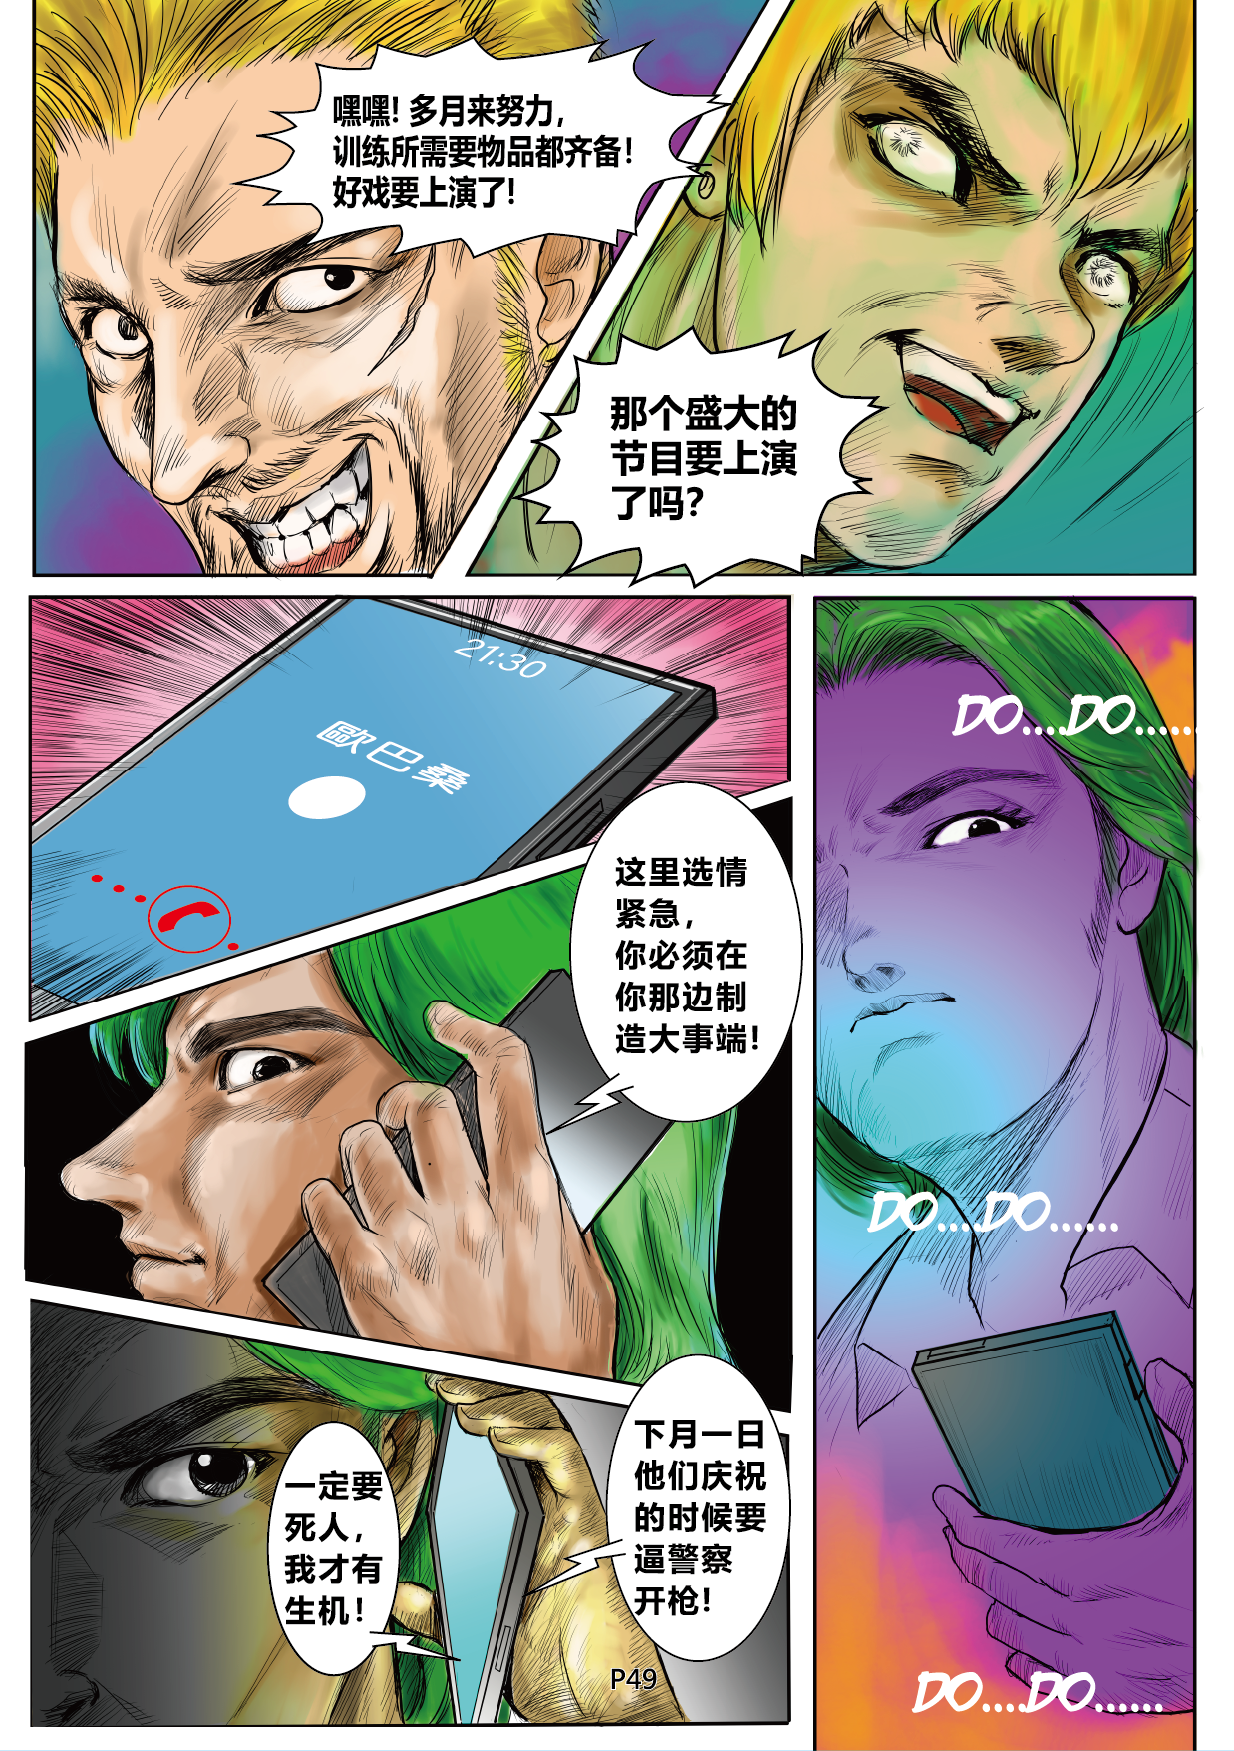 嘿嘿! 多月来努力,
训练所需要物品都齐备!
好戏要上演了!
那个盛大的
节目要上演
了吗?
21:30
歐巴桑
DO....DO......
这里选情
紧急,
你必须在
你那边制
造大事端!
DO....DO......
下月一日
他们庆祝
的时候要
逼警察
开枪!
一定要
死人,
我才有
生机!
DO....DO......
P49